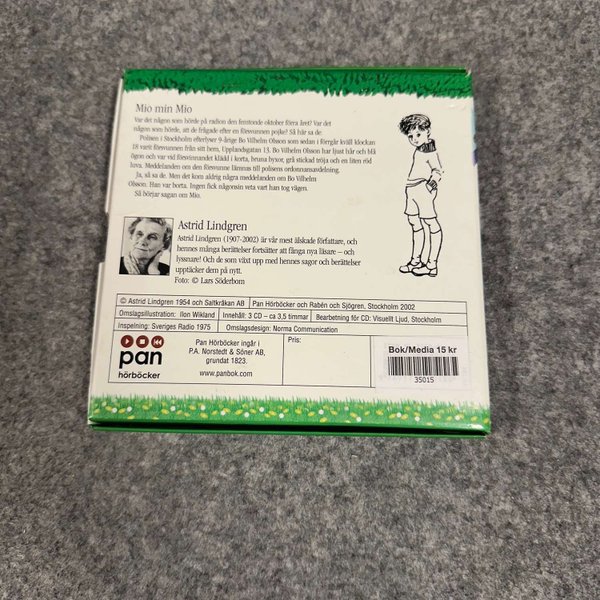 Mio min Mio
Var det någon som hörde på radion den femtonde oktober förra året? Var det
någon som hörde, att de frågade efter en försvunnen pojke? Så här sa de.
Polisen i Stockholm efterlyser 9-årige Bo Vilhelm Olsson som sedan i förrgår kväll klockan
18 varit försvunnen från sitt hem, Upplandsgatan 13. Bo Vilhelm Olsson har ljust hår och blå
ögon och var vid försvinnandet klädd i korta, bruna byxor, grå stickad tröja och en liten röd
luva. Meddelanden om den försvunne lämnas till polisens ordonnansavdelning.
Ja, så sa de. Men det kom aldrig några meddelanden om Bo Vilhelm
Olsson. Han var borta. Ingen fick någonsin veta vart han tog vägen.
Så börjar sagan om Mio.
Astrid Lindgren
Astrid Lindgren (1907-2002) är vår mest älskade författare, och
hennes många berättelser fortsätter att fånga nya läsare – och
lyssnare! Och de som växt upp med hennes sagor och berättelser
upptäcker dem på nytt.
Foto: © Lars Söderbom
© Astrid Lindgren 1954 och Saltkråkan AB | Pan Hörböcker och Rabén och Sjögren, Stockholm 2002
Omslagsillustration: Ilon Wikland | Innehåll: 3 CD – ca 3,5 timmar | Bearbetning för CD: Visuellt Ljud, Stockholm
Inspelning: Sveriges Radio 1975 | Omslagsdesign: Norma Communication
pan
hörböcker
Pan Hörböcker ingår i
P.A. Norstedt & Söner AB,
grundat 1823.
www.panbok.com
Pris:
Bok/Media 15 kr
35015